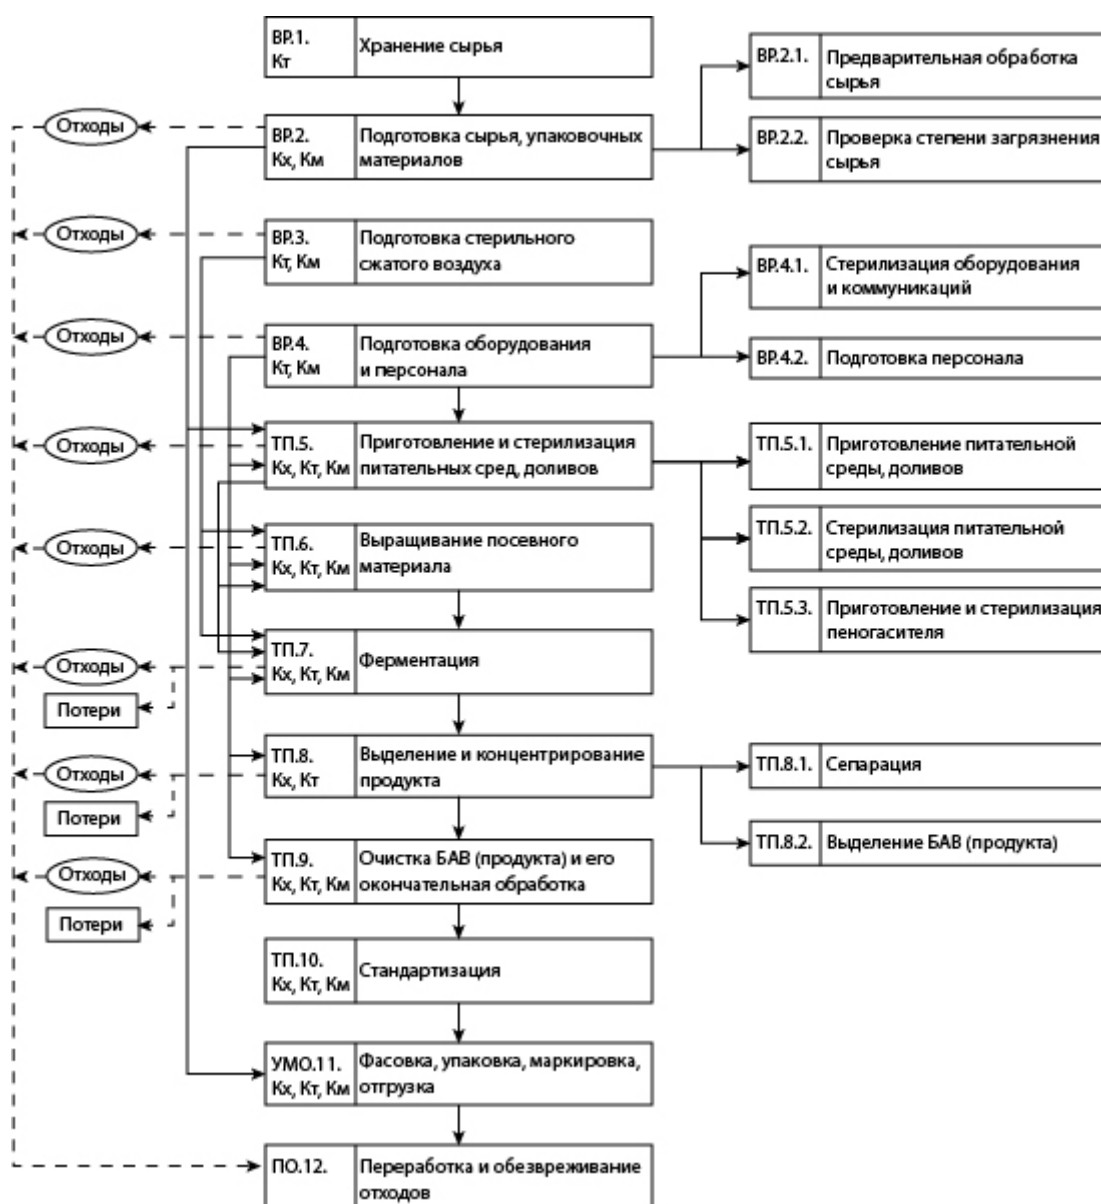 ВР.1.
Кт
Хранение сырья
ВР.2.1.
Предварительная обработка
сырья
Отходы
ВР.2.
Кх, Км
Подготовка сырья, упаковочных
материалов
ВР.2.2.
Проверка степени загрязнения
сырья
Отходы
ВР.3.
Кт, Км
Подготовка стерильного
сжатого воздуха
ВР.4.1.
Стерилизация оборудования
и коммуникаций
Отходы
ВР.4.
Кт, Км
Подготовка оборудования
и персонала
ВР.4.2.
Подготовка персонала
Отходы
ТП.5.
Кх, Кт, Км
Приготовление и стерилизация
питательных сред, доливов
ТП.5.1.
Приготовление питательной
среды, доливов
Отходы
ТП.6.
Кх, Кт, Км
Выращивание посевного
материала
ТП.5.2.
Стерилизация питательной
среды, доливов
ТП.5.3.
Приготовление и стерилизация
пеногасителя
Отходы
Потери
ТП.7.
Кх, Кт, Км
Ферментация
Отходы
Потери
ТП.8.
Кх, Кт
Выделение и концентрирование
продукта
ТП.8.1.
Сепарация
ТП.8.2.
Выделение БАВ (продукта)
Отходы
Потери
ТП.9.
Кх, Кт, Км
Очистка БАВ (продукта) и его
окончательная обработка
ТП.10.
Кх, Кт, Км
Стандартизация
УМО.11.
Кх, Кт, Км
Фасовка, упаковка, маркировка,
отгрузка
ПО.12.
Переработка и обезвреживание
отходов